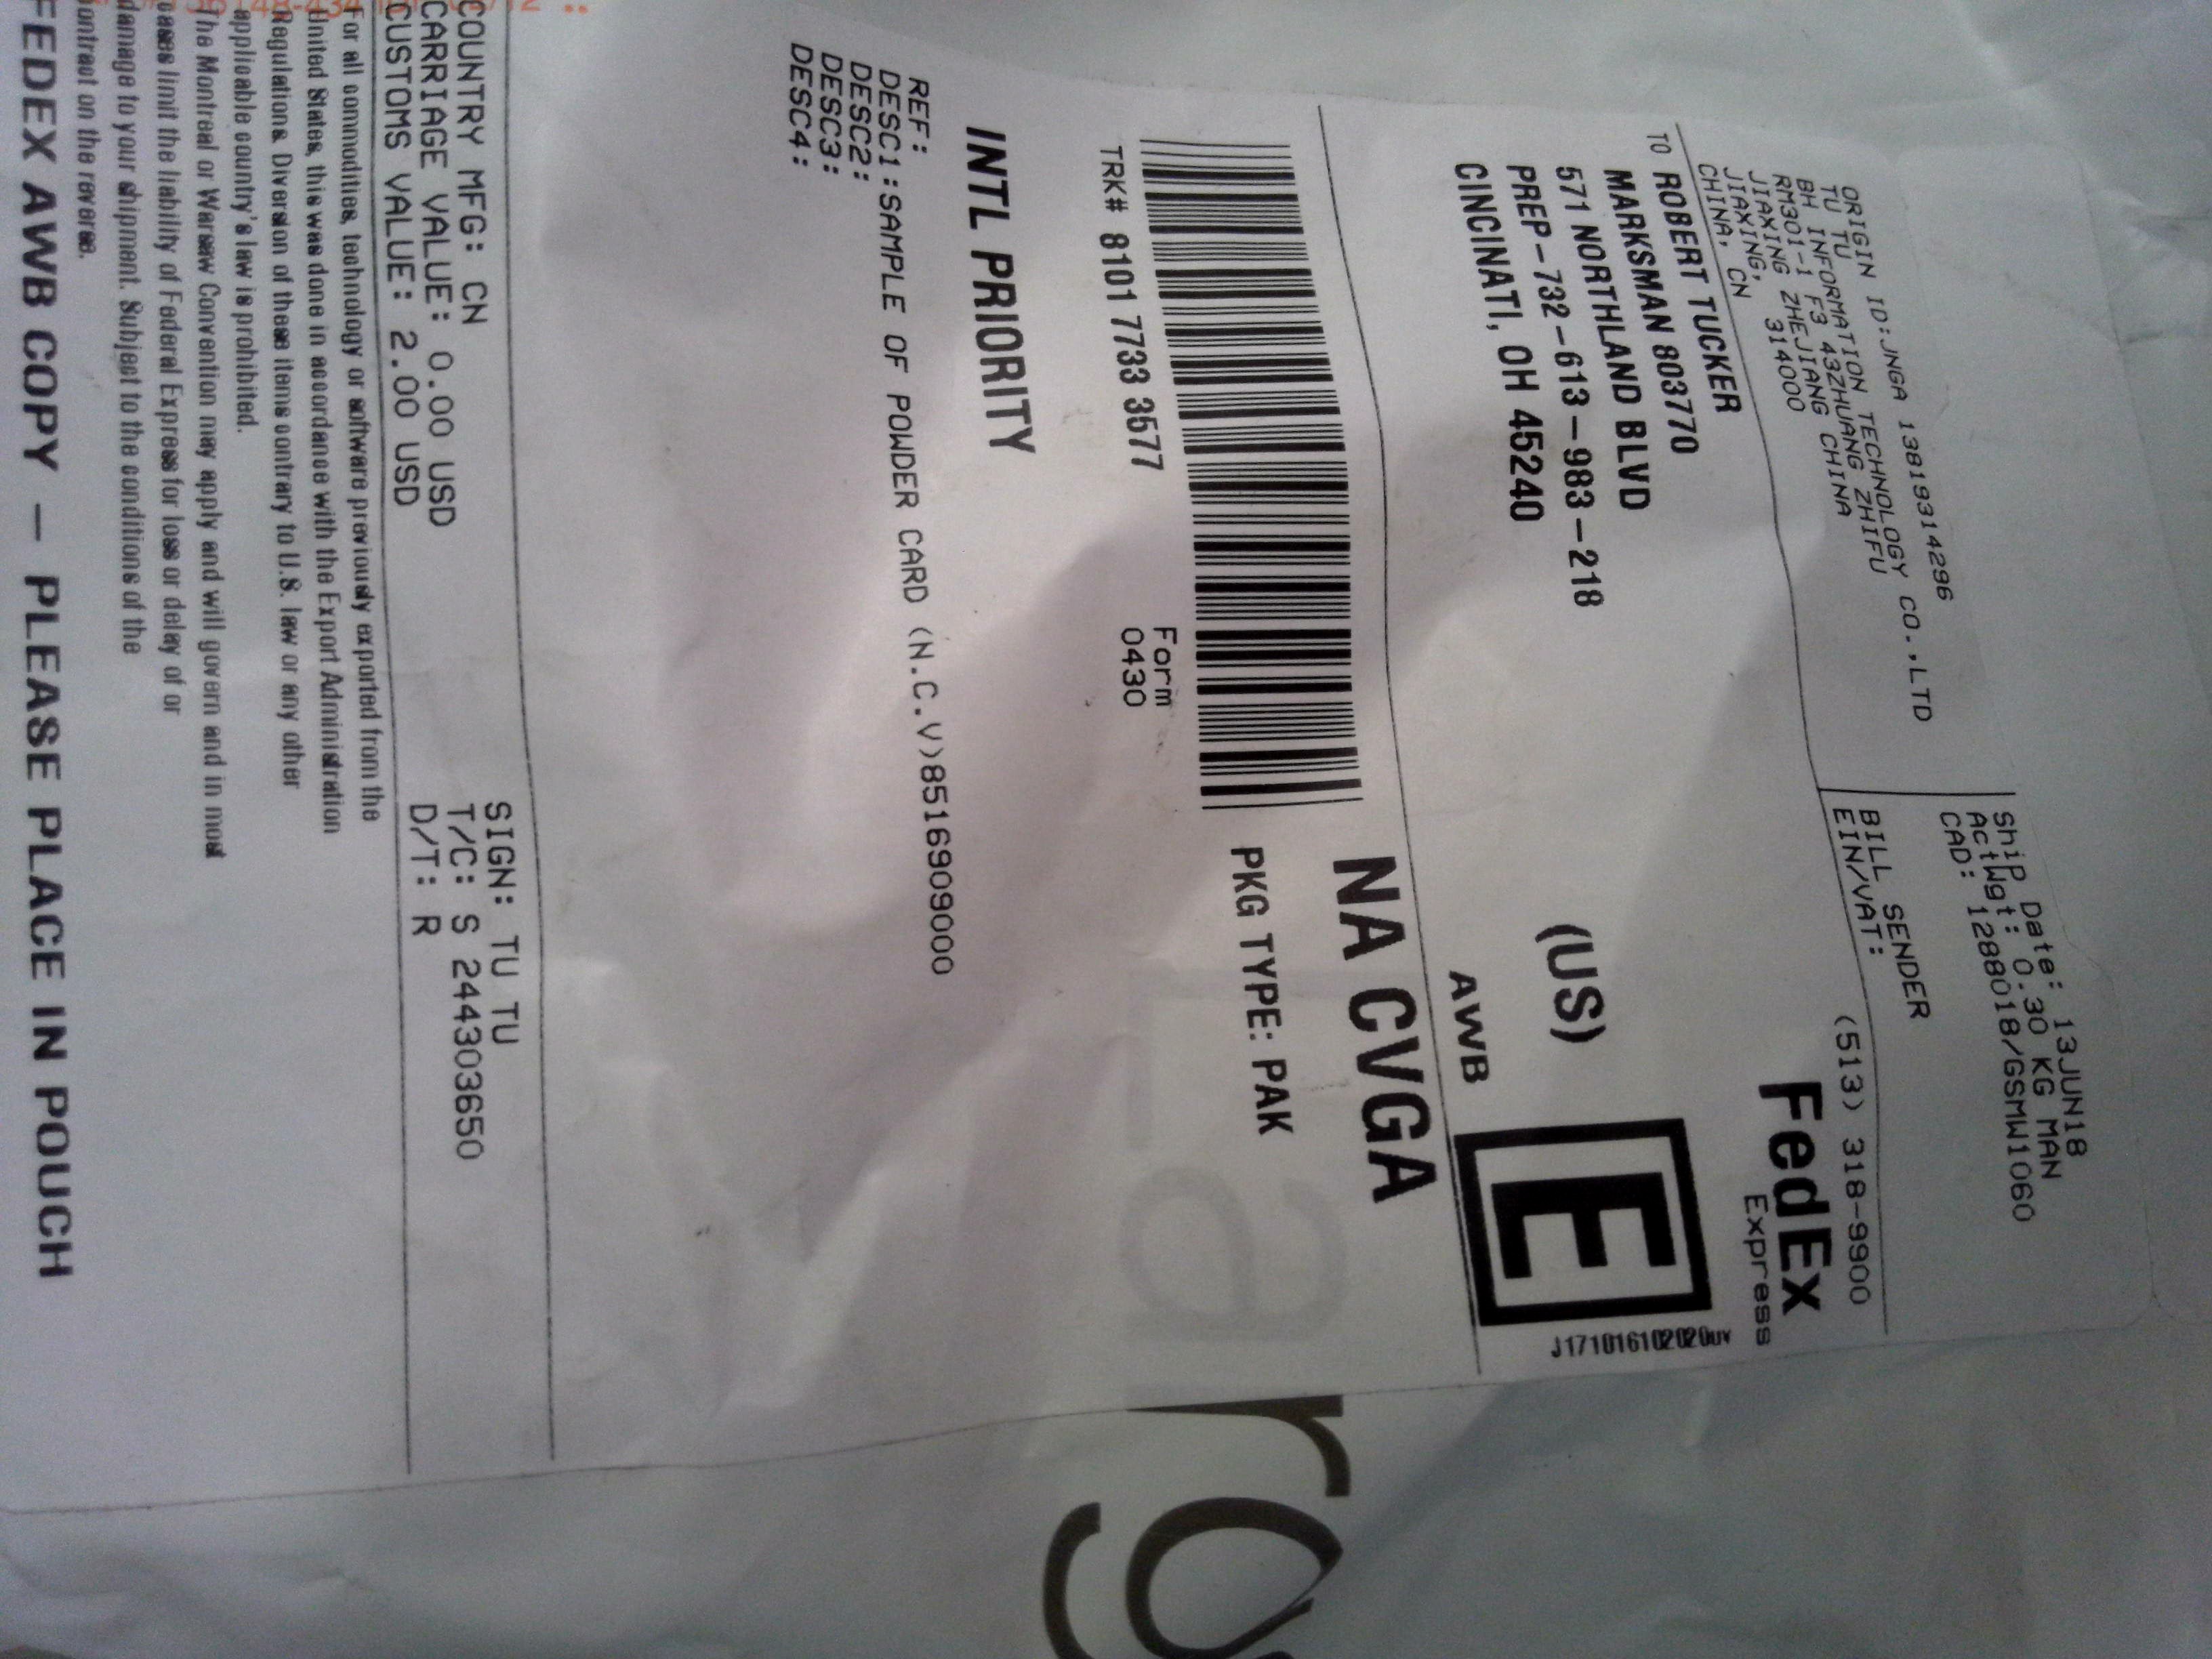 ORIGIN ID:JNGA 13819314296
TU TU
BH INFORMATION TECHNOLOGY CO.,LTD
RM301-1 F3 43ZHUANG ZHIFU
JIAXING ZHEJIANG CHINA
JIAXING, 314000
CHINA, CN
Ship Date: 13JUN18
ActWgt: 0.30 KG MAN
CAD: 1288018/GSMW1060
BILL SENDER
EIN/VAT:
TO ROBERT TUCKER
MARKSMAN 803770
571 NORTHLAND BLVD
PREP-732-613-983-218
CINCINATI, OH 45240
(513) 318-9900
FedEx
Express
(US)
AWB
E
J171016102020uv
NA CVGA
TRK# 8101 7733 3577
Form
0430
PKG TYPE: PAK
INTL PRIORITY
REF:
DESC1:SAMPLE OF POWDER CARD (N.C.V)8516909000
DESC2:
DESC3:
DESC4:
COUNTRY MFG: CN
CARRIAGE VALUE: 0.00 USD
CUSTOMS VALUE: 2.00 USD
SIGN: TU TU
T/C: S 244303650
D/T: R
For all commodities, technology or software previously exported from the
United States, this was done in accordance with the Export Administration
Regulations. Diversion of these items contrary to U.S. law or any other
applicable country's law is prohibited.
The Montreal or Warsaw Convention may apply and will govern and in most
cases limit the liability of Federal Express for loss or delay of or
damage to your shipment. Subject to the conditions of the
contract on the reverse.
FEDEX AWB COPY - PLEASE PLACE IN POUCH